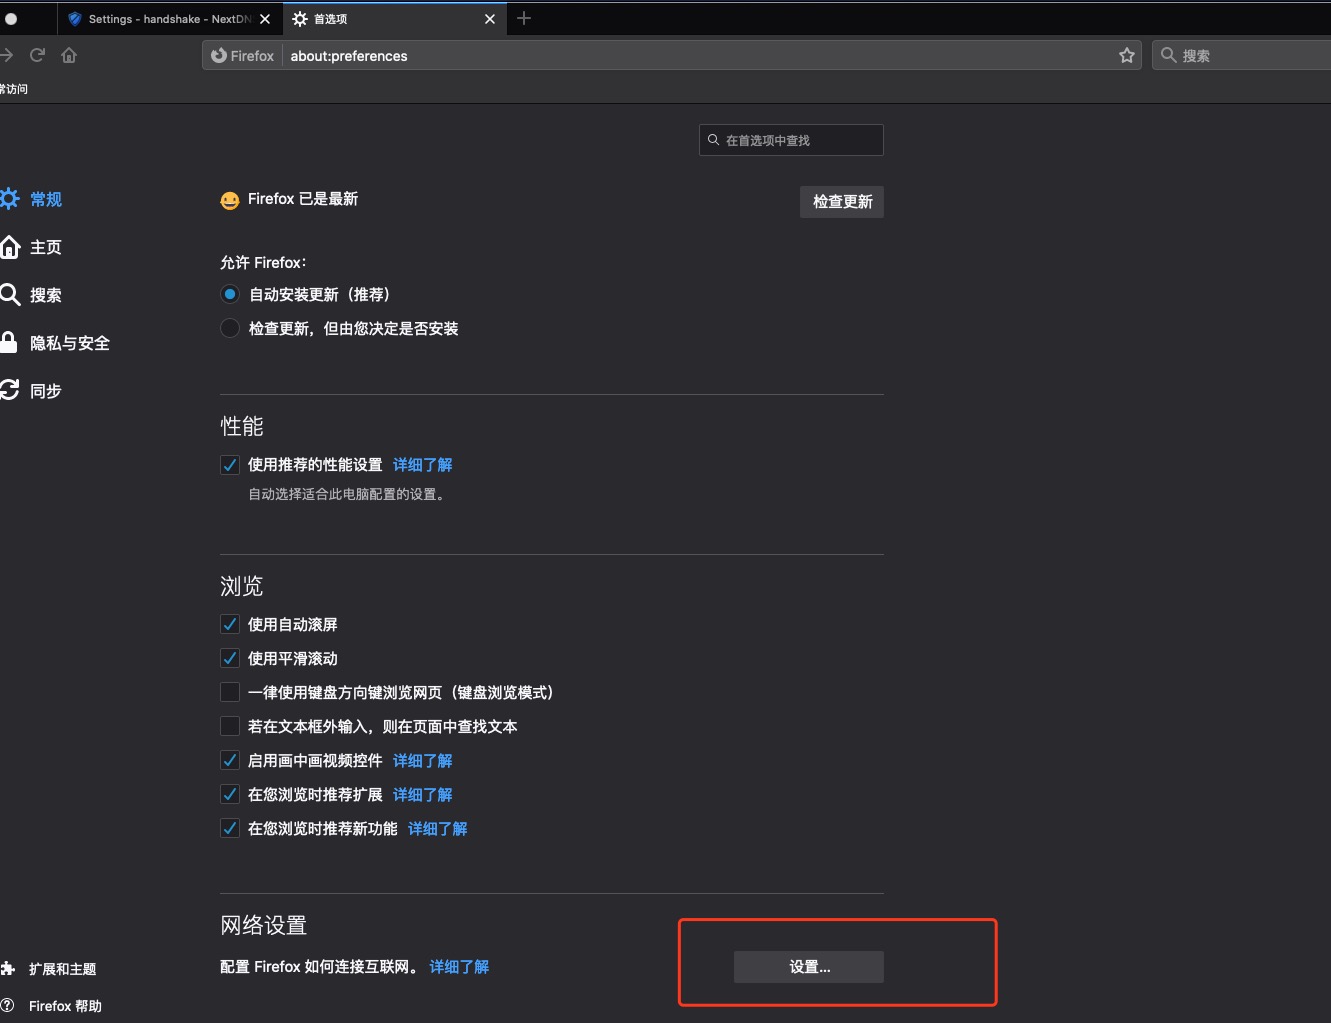 Settings - handshake - NextDN
首选项
Firefox
about:preferences
搜索
常访问
在首选项中查找
常规
主页
搜索
隐私与安全
同步
Firefox 已是最新
检查更新
允许 Firefox：
自动安装更新（推荐）
检查更新，但由您决定是否安装
性能
使用推荐的性能设置 详细了解
自动选择适合此电脑配置的设置。
浏览
使用自动滚屏
使用平滑滚动
一律使用键盘方向键浏览网页（键盘浏览模式）
若在文本框外输入，则在页面中查找文本
启用画中画视频控件 详细了解
在您浏览时推荐扩展 详细了解
在您浏览时推荐新功能 详细了解
网络设置
配置 Firefox 如何连接互联网。 详细了解
设置...
扩展和主题
Firefox 帮助